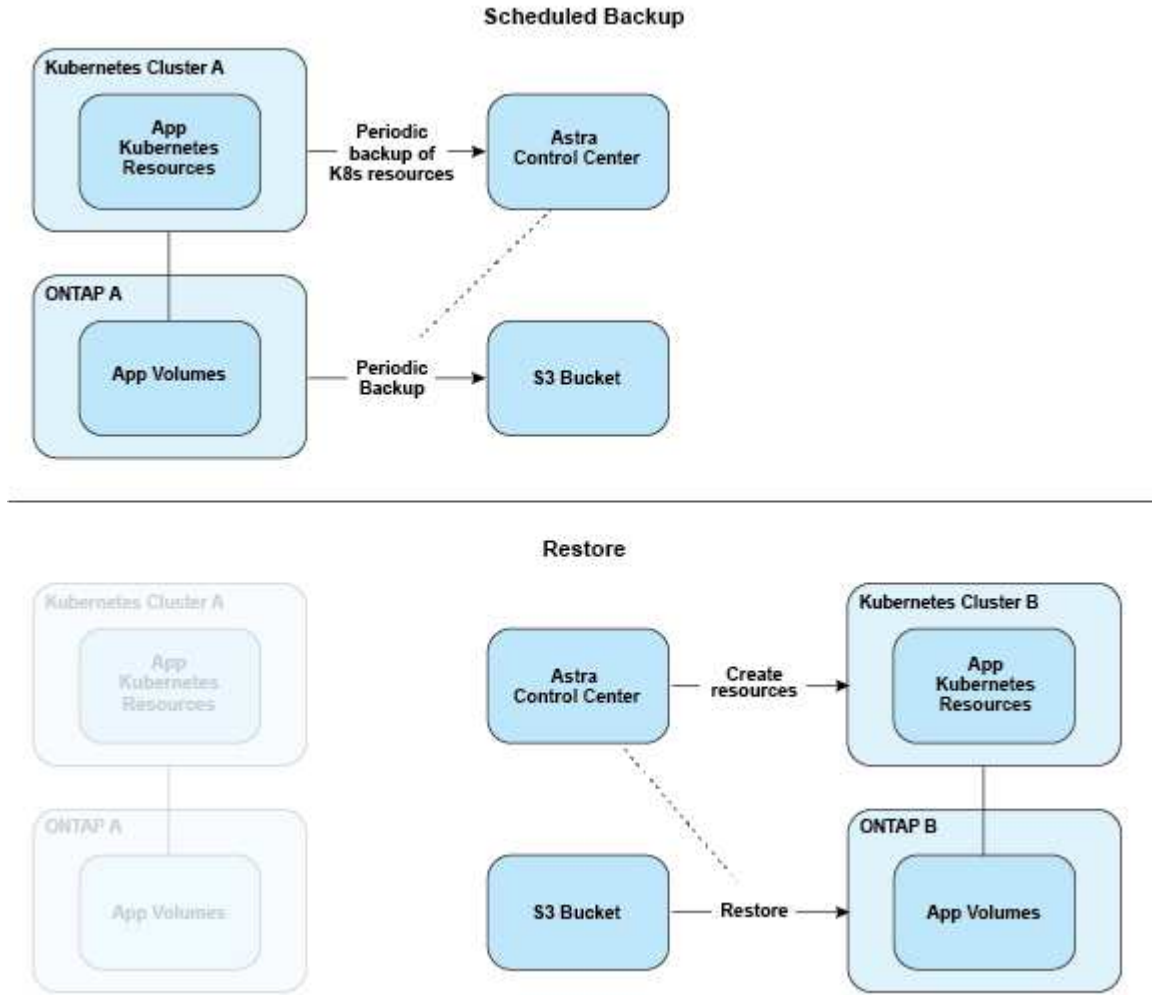 Scheduled Backup
Kubernetes Cluster A
App
Kubernetes
Resources
Periodic
backup of
K8s resources
Astra
Control Center
ONTAP A
App Volumes
Periodic
Backup
S3 Bucket
Restore
Kubernetes Cluster A
App
Kubernetes
Resources
Astra
Control Center
Create
resources
Kubernetes Cluster B
App
Kubernetes
Resources
ONTAP A
App Volumes
S3 Bucket
Restore
ONTAP B
App Volumes